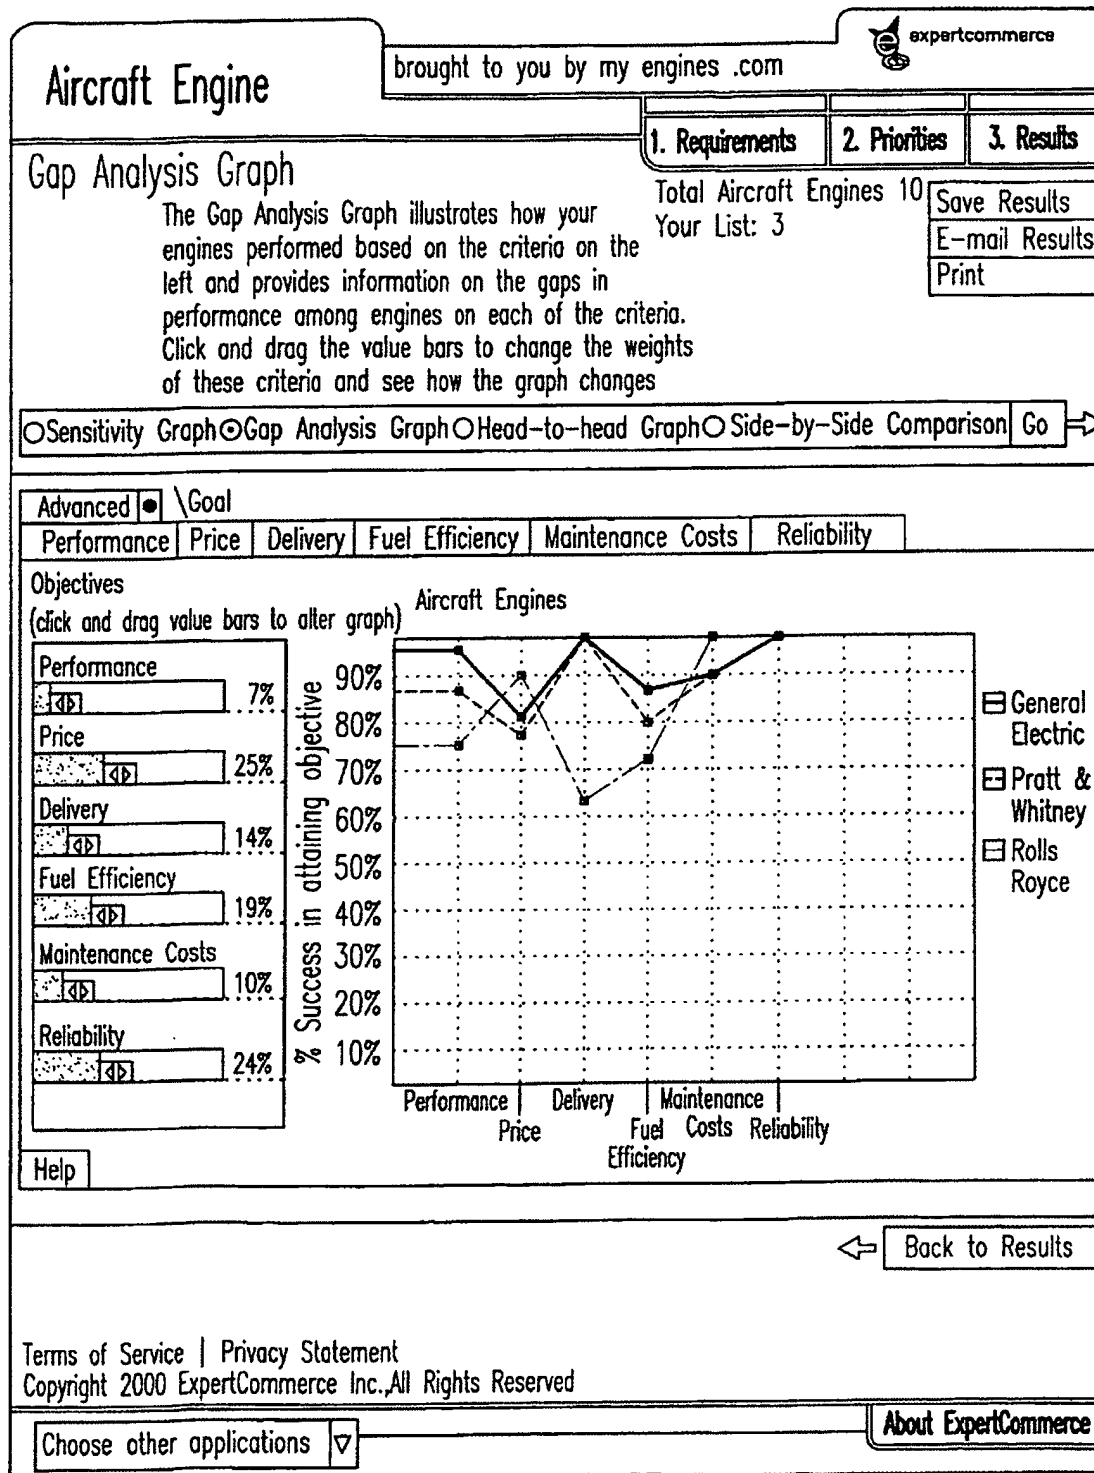 Aircraft Engine
brought to you by my engines .com
expertcommerce
1. Requirements
2. Priorities
3. Results
Gap Analysis Graph
The Gap Analysis Graph illustrates how your
engines performed based on the criteria on the
left and provides information on the gaps in
performance among engines on each of the criteria.
Click and drag the value bars to change the weights
of these criteria and see how the graph changes
Total Aircraft Engines 10
Your List: 3
Save Results
E-mail Results
Print
Sensitivity Graph Gap Analysis Graph Head-to-head Graph Side-by-Side Comparison Go
Advanced \Goal
Performance Price Delivery Fuel Efficiency Maintenance Costs Reliability
Objectives
(click and drag value bars to alter graph)
Performance
7%
Price
25%
Delivery
14%
Fuel Efficiency
19%
Maintenance Costs
10%
Reliability
24%
Aircraft Engines
% Success in attaining objective
90%
80%
70%
60%
50%
40%
30%
20%
10%
Performance
Price
Delivery
Fuel
Efficiency
Maintenance
Costs
Reliability
General
Electric
Pratt &
Whitney
Rolls
Royce
Help
Back to Results
Terms of Service | Privacy Statement
Copyright 2000 ExpertCommerce Inc.,All Rights Reserved
About ExpertCommerce
Choose other applications